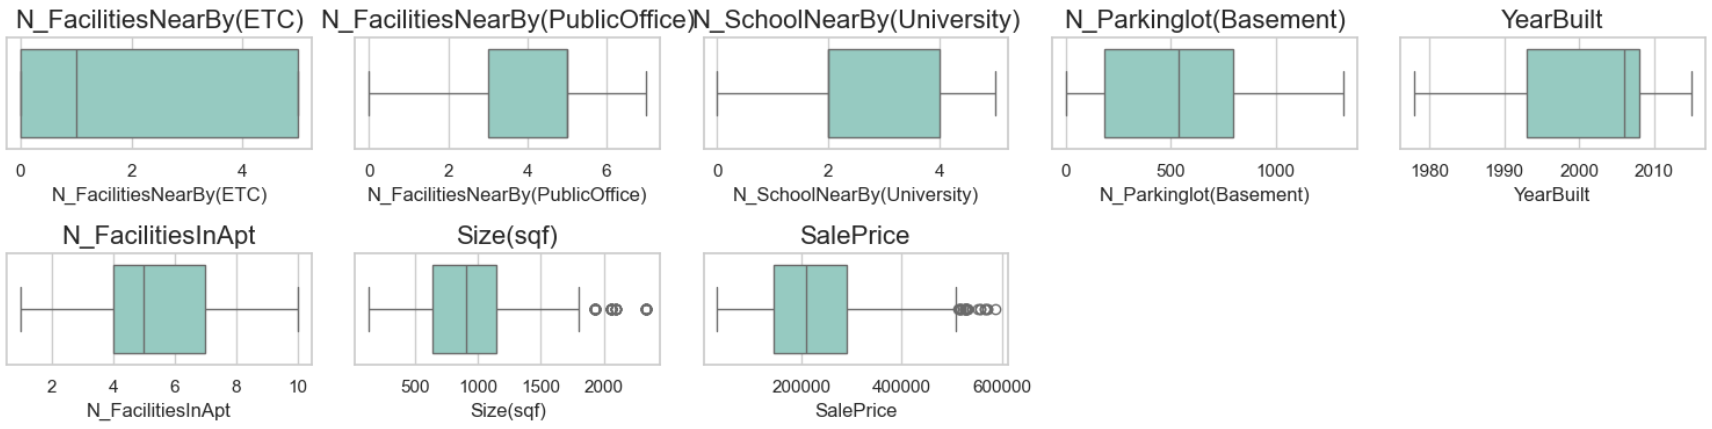 N_FacilitiesNearBy(ETC)
N_FacilitiesNearBy(PublicOffice)
N_SchoolNearBy(University)
N_Parkinglot(Basement)
YearBuilt
0 2 4
0 2 4 6
0 2 4
0 500 1000
1980 1990 2000 2010
N_FacilitiesNearBy(ETC)
N_FacilitiesNearBy(PublicOffice)
N_SchoolNearBy(University)
N_Parkinglot(Basement)
YearBuilt
N_FacilitiesInApt
Size(sqf)
SalePrice
2 4 6 8 10
500 1000 1500 2000
200000 400000 600000
N_FacilitiesInApt
Size(sqf)
SalePrice